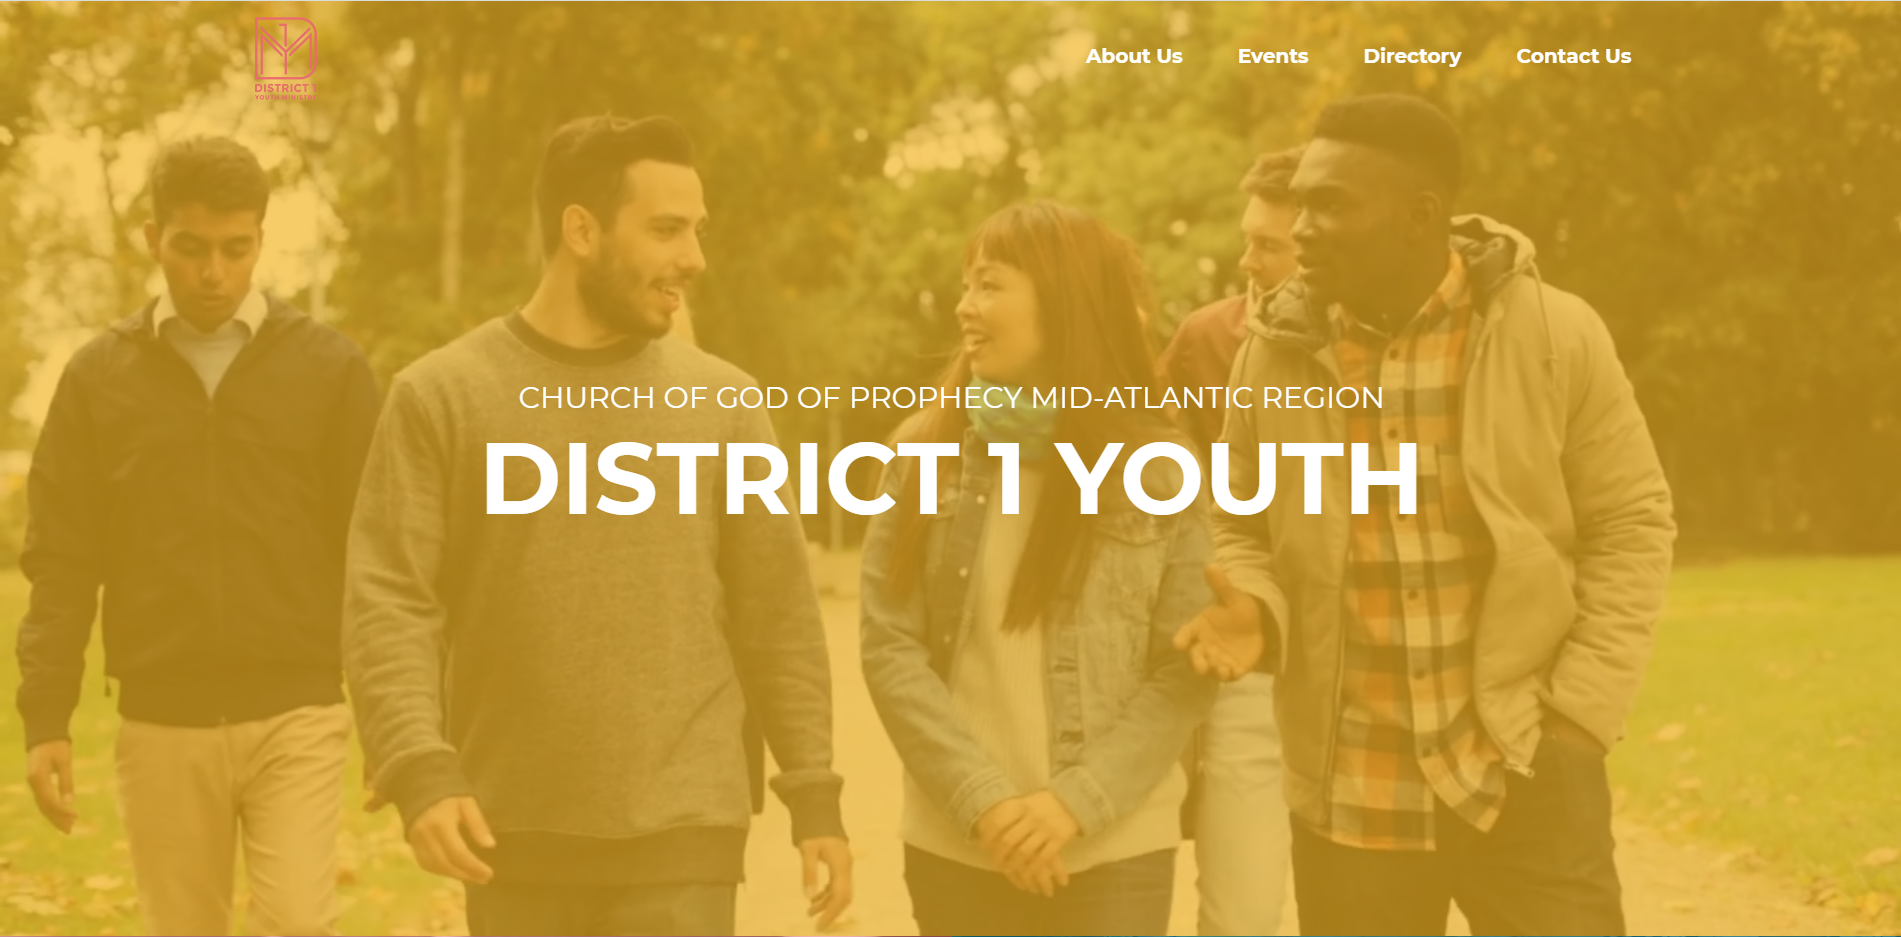 DISTRICT 1
YOUTH MINISTRY
About Us
Events
Directory
Contact Us
CHURCH OF GOD OF PROPHECY MID-ATLANTIC REGION
DISTRICT 1 YOUTH